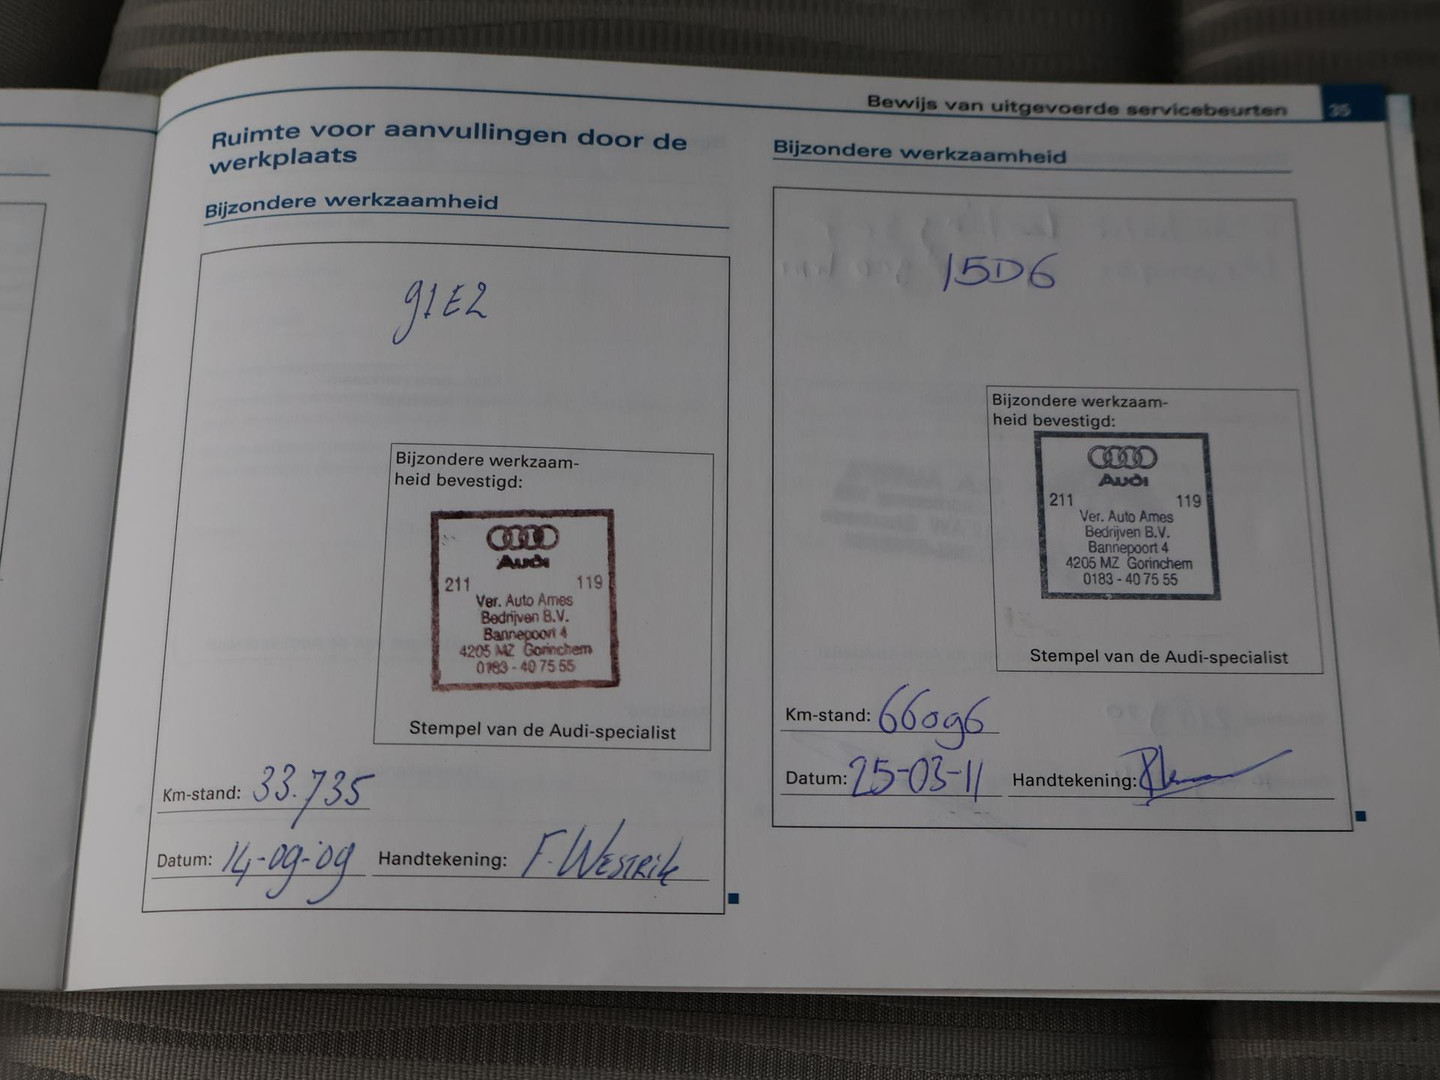 Bewijs van uitgevoerde servicebeurten
35
Ruimte voor aanvullingen door de
werkplaats
Bijzondere werkzaamheid
91E2
Bijzondere werkzaam-
heid bevestigd:
Audi
211 119
Ver. Auto Ames
Bedrijven B.V.
Bannepoort 4
4205 MZ Gorinchem
0183 - 40 75 55
Stempel van de Audi-specialist
Km-stand: 33.735
Datum: 14-09-09 Handtekening: F. WESTRIK
Bijzondere werkzaamheid
15D6
Bijzondere werkzaam-
heid bevestigd:
Audi
211 119
Ver. Auto Ames
Bedrijven B.V.
Bannepoort 4
4205 MZ Gorinchem
0183 - 40 75 55
Stempel van de Audi-specialist
Km-stand: 66096
Datum: 25-03-11 Handtekening: